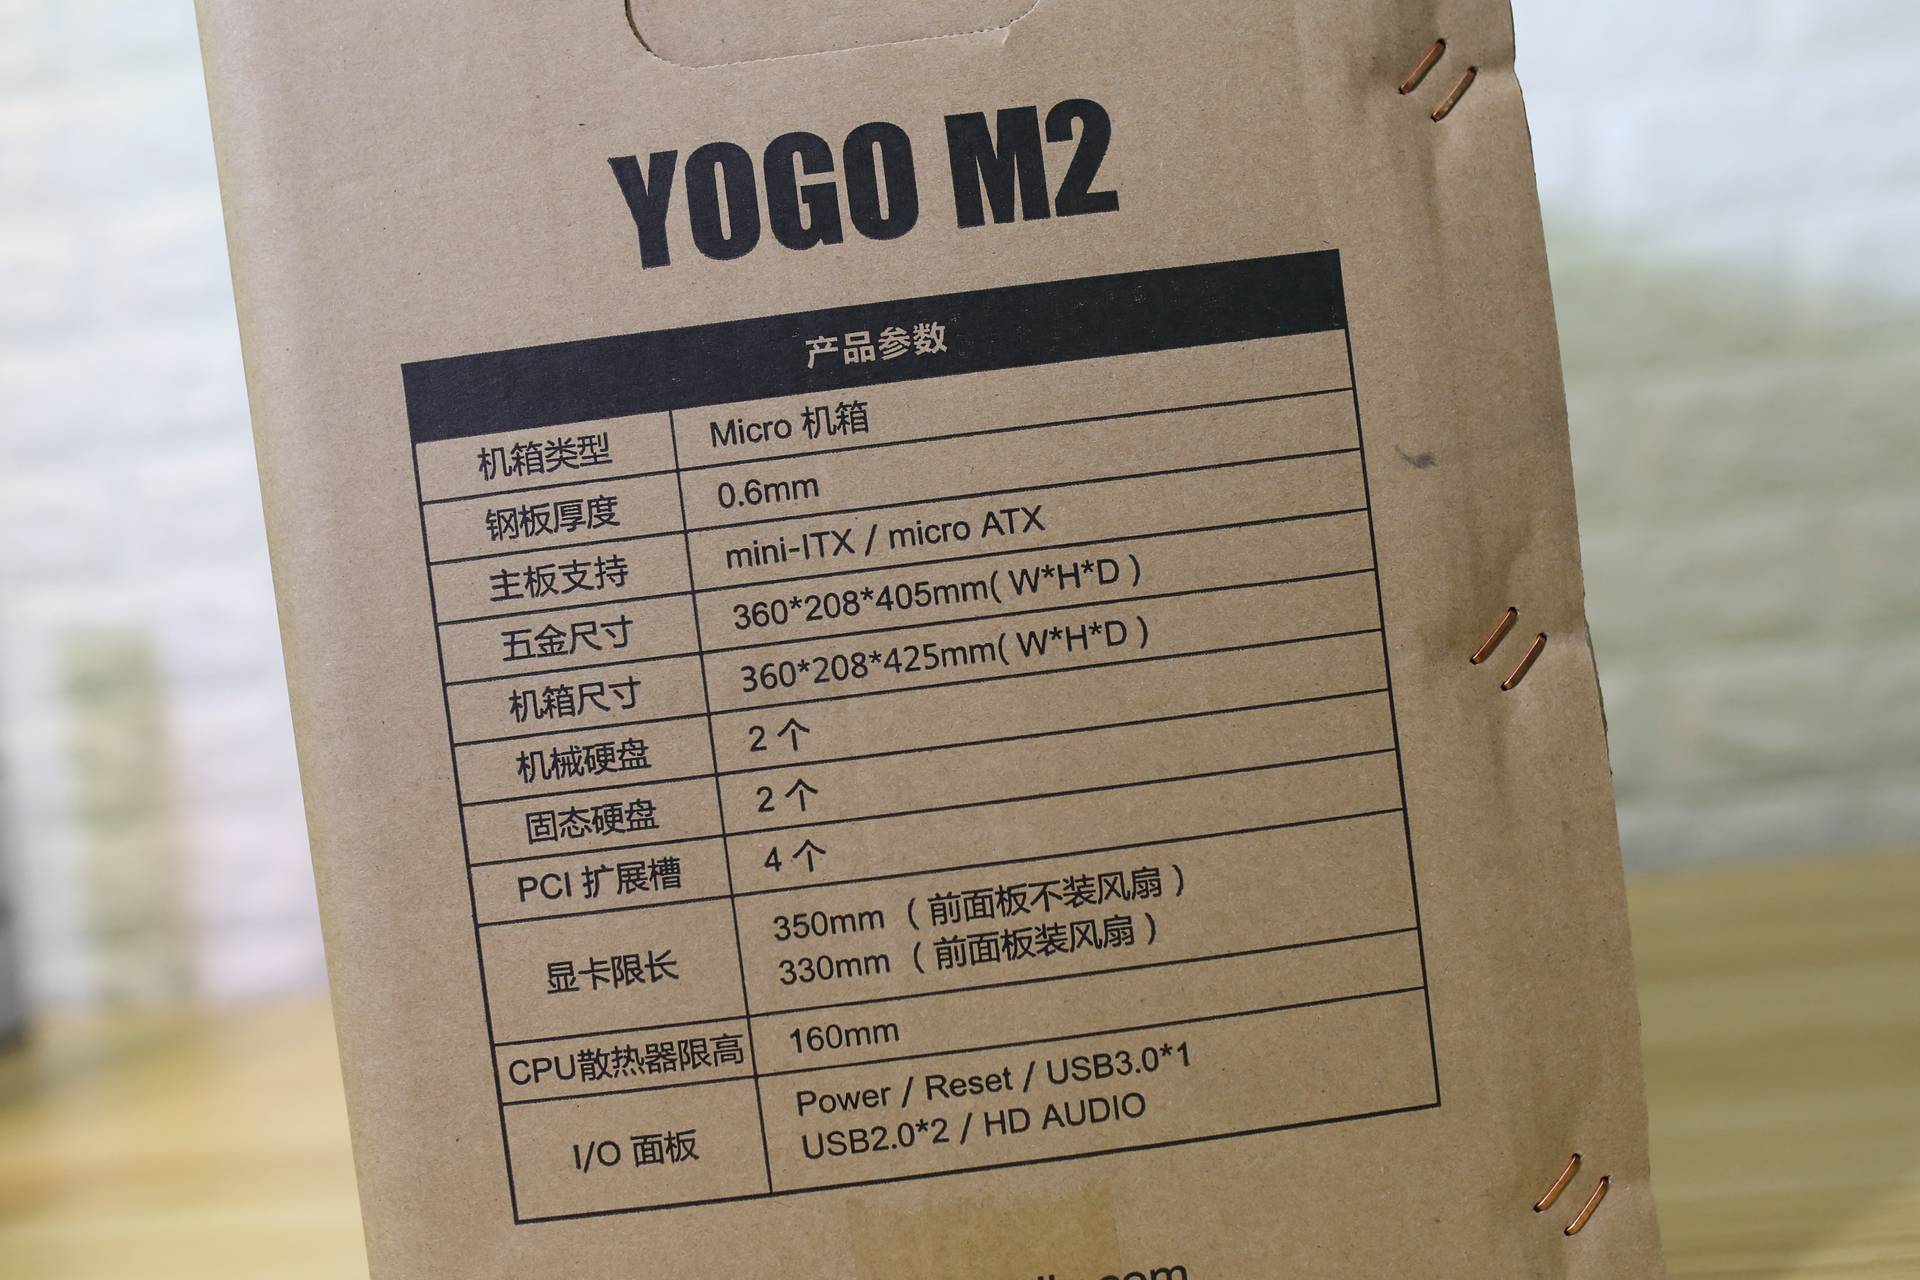 YOGO M2
产品参数
机箱类型 Micro 机箱
钢板厚度 0.6mm
主板支持 mini-ITX / micro ATX
五金尺寸 360*208*405mm( W*H*D )
机箱尺寸 360*208*425mm( W*H*D )
机械硬盘 2 个
固态硬盘 2 个
PCI 扩展槽 4 个
显卡限长 350mm （ 前面板不装风扇 ）
330mm （ 前面板装风扇 ）
CPU散热器限高 160mm
I/O 面板 Power / Reset / USB3.0*1
USB2.0*2 / HD AUDIO